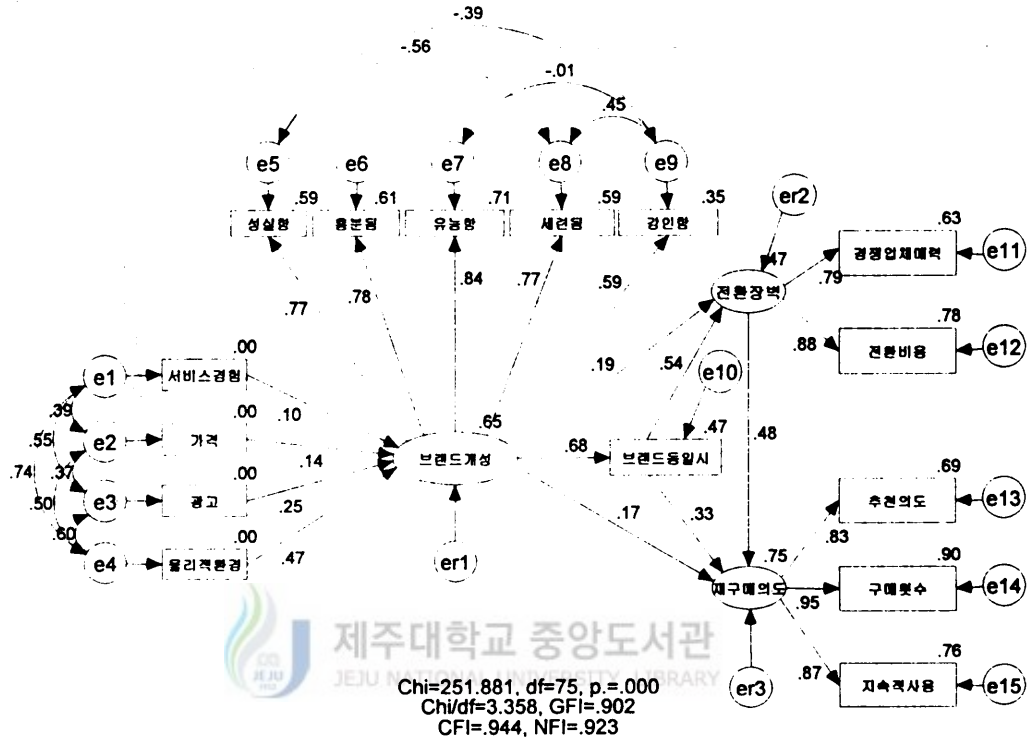 -.39
-.56
-.01
.45
e5 e6 e7 e8 e9
.59 .61 .71 .59 .35
성실함 흥분됨 유능함 세련됨 강인함
er2
.63
경쟁업체매력 e11
.47
전환장벽 .79
.78
.77 .78 .84 .77 .59
.88 전환비용 e12
.19 .54 e10
.00
e1 서비스경험
.39 .10
.00
e2 가격
.55 .14
.65
브랜드개성 .68 .47
브랜드동일시
.48
.74 .37 .00
e3 광고
.50 .25
.69
추천의도 e13
.17 .33 .83
.60 .00
e4 물리적환경 .47
er1
.75
재구매의도
.90
.95 구매횟수 e14
.76
.87 지속적사용 e15
er3
제주대학교 중앙도서관
JEJU NATIONAL UNIVERSITY LIBRARY
JEJU
1952
Chi=251.881, df=75, p.=.000
Chi/df=3.358, GFI=.902
CFI=.944, NFI=.923